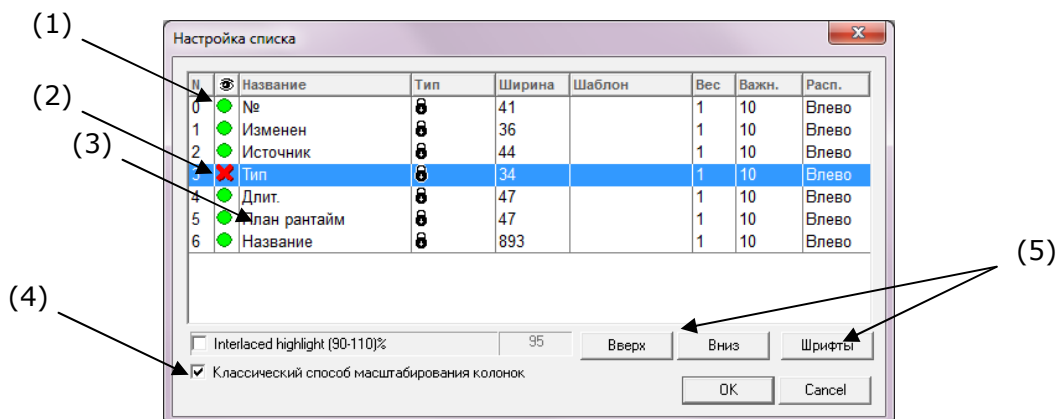 (1)
Настройка списка
N Название Тип Ширина Шаблон Вес Важн. Расп.
0 № 41 1 10 Влево
(2)
1 Изменен 36 1 10 Влево
(3)
2 Источник 44 1 10 Влево
3 Тип 34 1 10 Влево
4 Длит. 47 1 10 Влево
5 План рантайм 47 1 10 Влево
6 Название 893 1 10 Влево
(5)
(4)
Interlaced highlight (90-110)% 95 Вверх Вниз Шрифты
Классический способ масштабирования колонок
OK Cancel